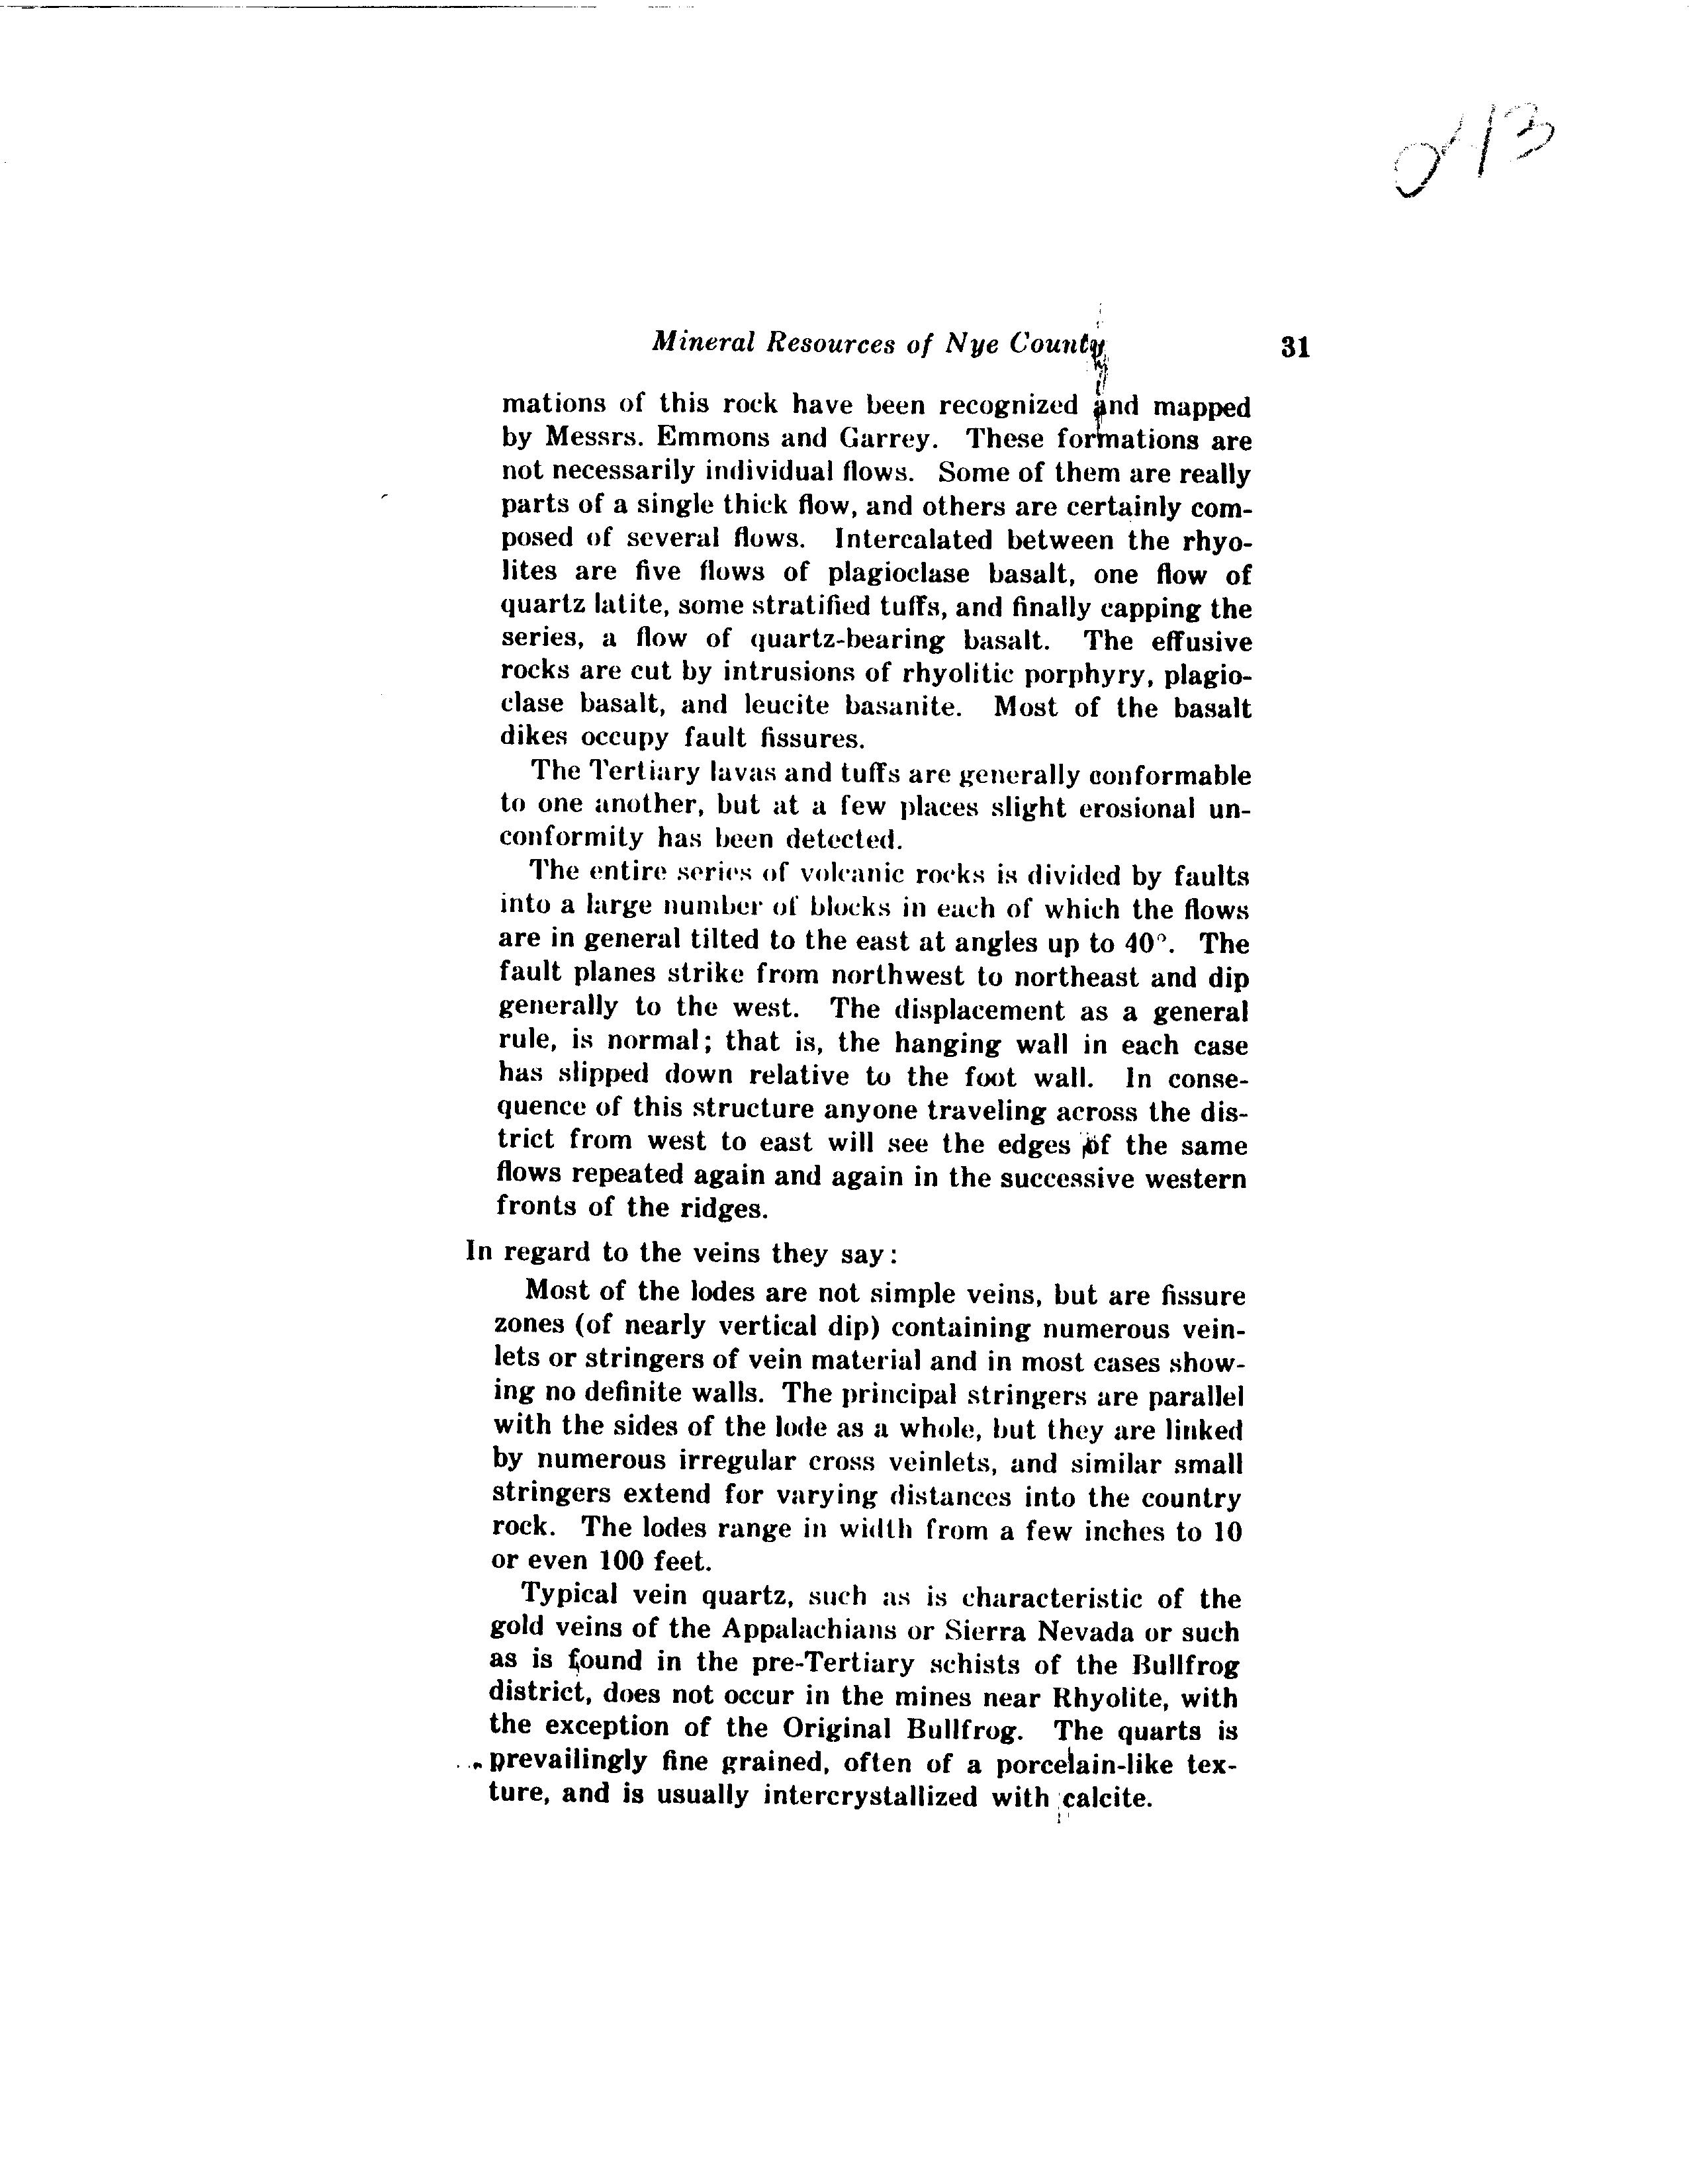 013
Mineral Resources of Nye County 31
mations of this rock have been recognized and mapped
by Messrs. Emmons and Garrey. These formations are
not necessarily individual flows. Some of them are really
parts of a single thick flow, and others are certainly com-
posed of several flows. Intercalated between the rhyo-
lites are five flows of plagioclase basalt, one flow of
quartz latite, some stratified tuffs, and finally capping the
series, a flow of quartz-bearing basalt. The effusive
rocks are cut by intrusions of rhyolitic porphyry, plagio-
clase basalt, and leucite basanite. Most of the basalt
dikes occupy fault fissures.
The Tertiary lavas and tuffs are generally conformable
to one another, but at a few places slight erosional un-
conformity has been detected.
The entire series of volcanic rocks is divided by faults
into a large number of blocks in each of which the flows
are in general tilted to the east at angles up to 40°. The
fault planes strike from northwest to northeast and dip
generally to the west. The displacement as a general
rule, is normal; that is, the hanging wall in each case
has slipped down relative to the foot wall. In conse-
quence of this structure anyone traveling across the dis-
trict from west to east will see the edges of the same
flows repeated again and again in the successive western
fronts of the ridges.
In regard to the veins they say:
Most of the lodes are not simple veins, but are fissure
zones (of nearly vertical dip) containing numerous vein-
lets or stringers of vein material and in most cases show-
ing no definite walls. The principal stringers are parallel
with the sides of the lode as a whole, but they are linked
by numerous irregular cross veinlets, and similar small
stringers extend for varying distances into the country
rock. The lodes range in width from a few inches to 10
or even 100 feet.
Typical vein quartz, such as is characteristic of the
gold veins of the Appalachians or Sierra Nevada or such
as is found in the pre-Tertiary schists of the Bullfrog
district, does not occur in the mines near Rhyolite, with
the exception of the Original Bullfrog. The quarts is
prevailingly fine grained, often of a porcelain-like tex-
ture, and is usually intercrystallized with calcite.